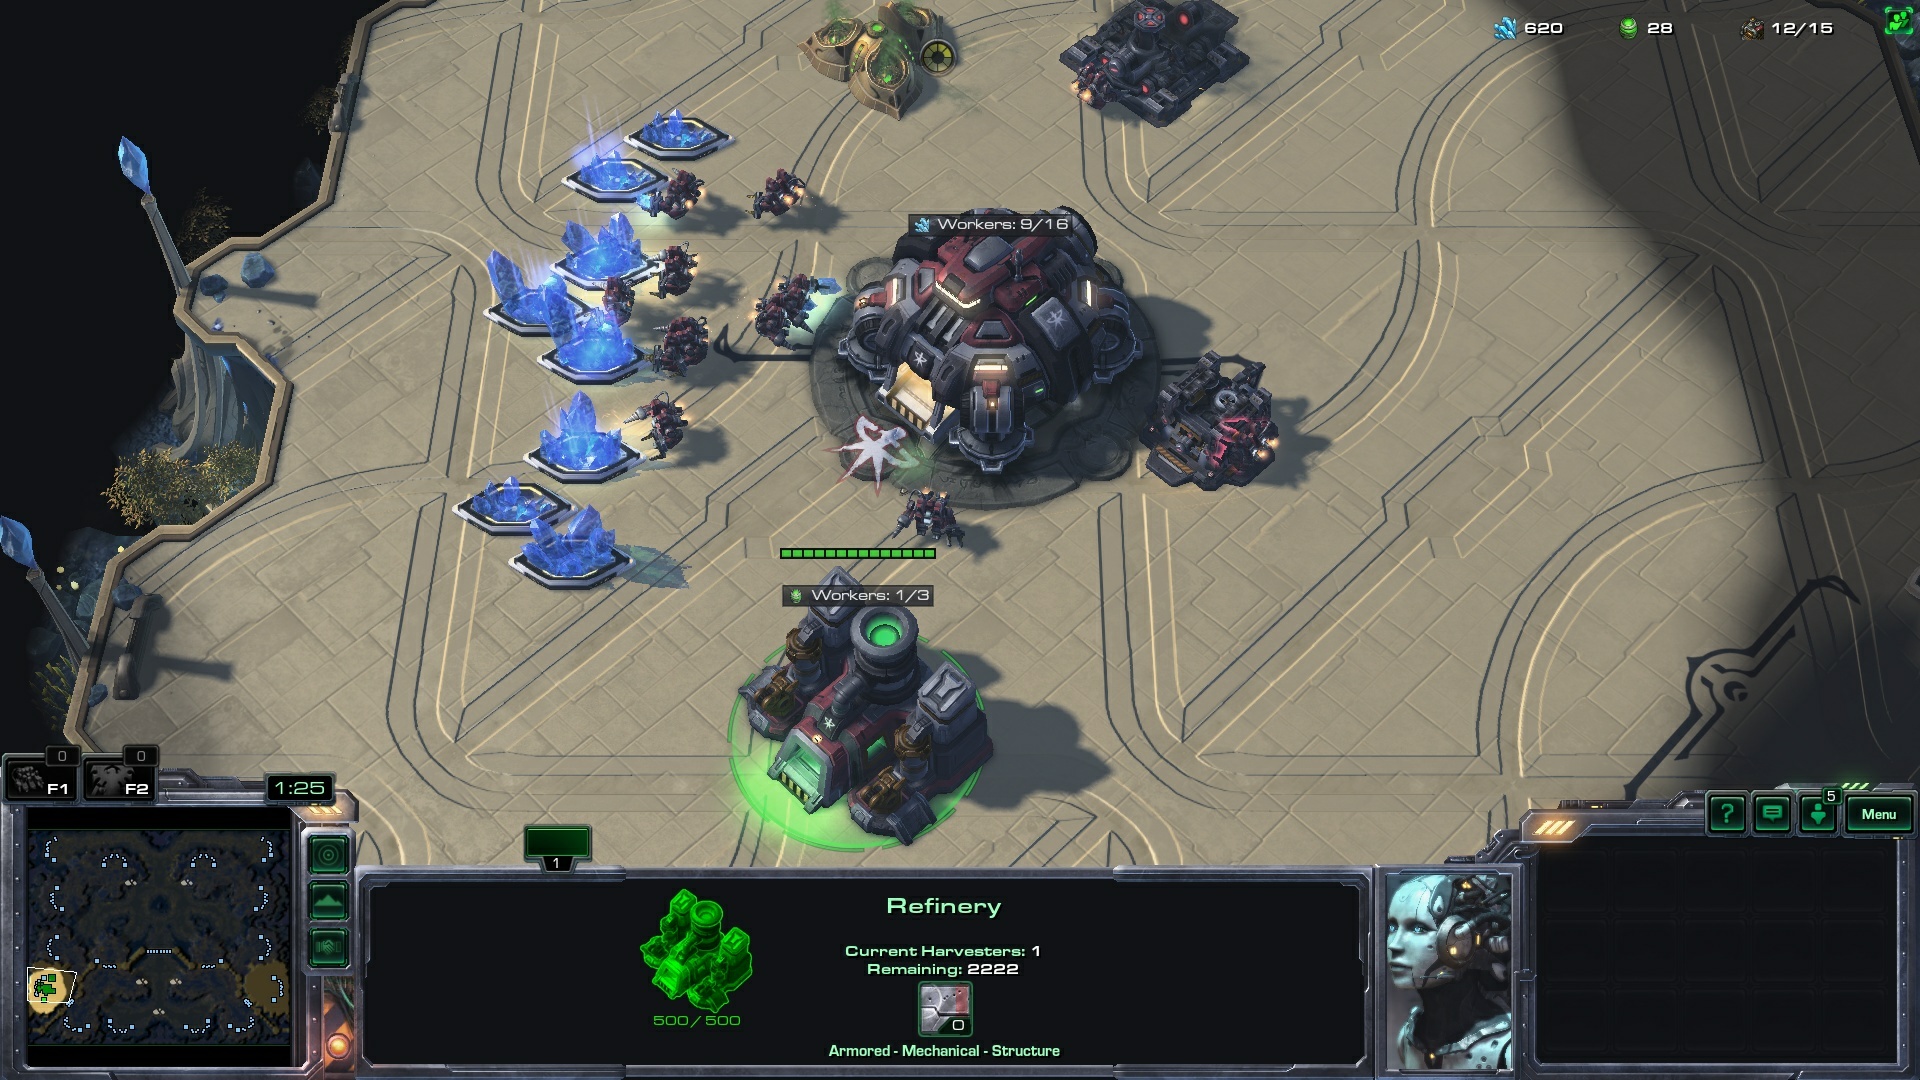 620 28 12/15
Workers: 9/16
Workers: 1/3
0 0
F1 F2 1:25
5
? Menu
1
Refinery
Current Harvesters: 1
Remaining: 2222
500/500
0
Armored - Mechanical - Structure